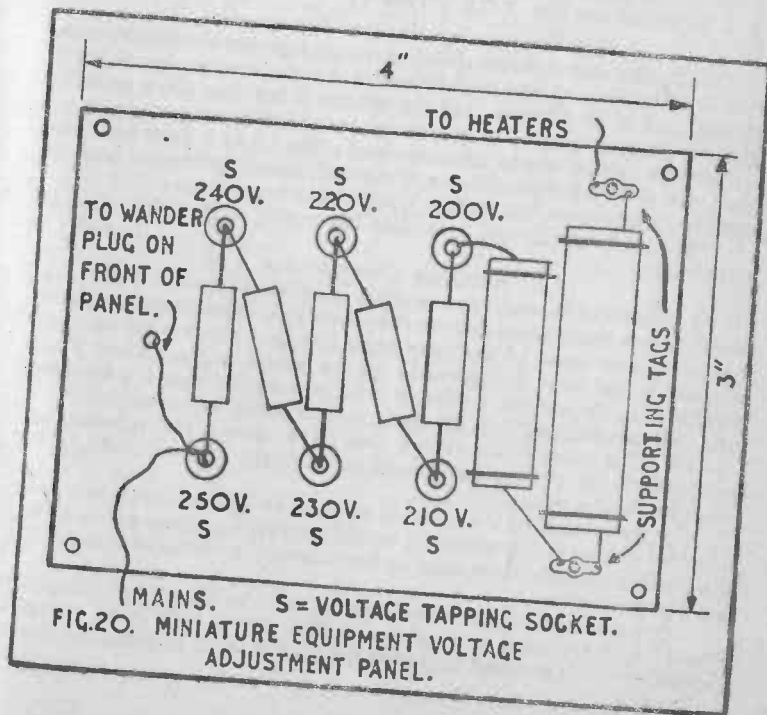 4"
TO HEATERS
S
240V.
S
220V.
S
200V.
TO WANDER
PLUG ON
FRONT OF
PANEL.
3"
SUPPORTING TAGS
250V.
S
230V.
S
210V.
S
MAINS.
S = VOLTAGE TAPPING SOCKET.
FIG.20. MINIATURE EQUIPMENT VOLTAGE
ADJUSTMENT PANEL.